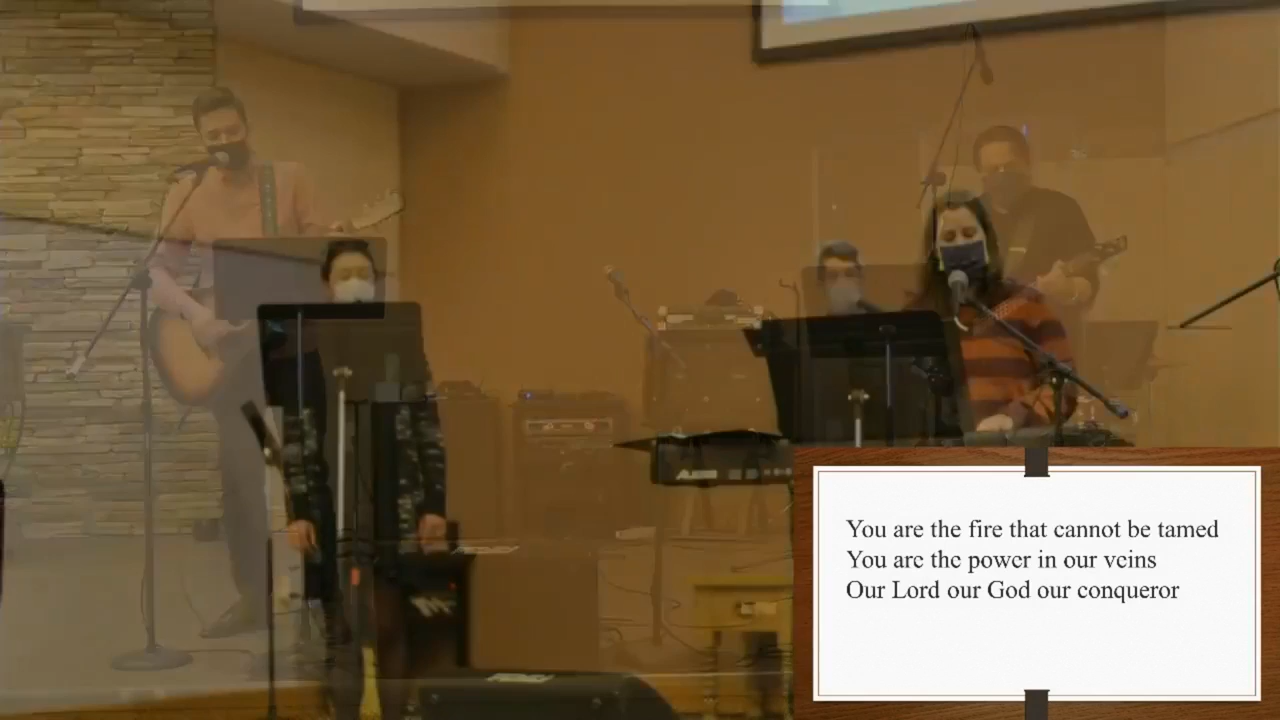 You are the fire that cannot be tamed
You are the power in our veins
Our Lord our God our conqueror